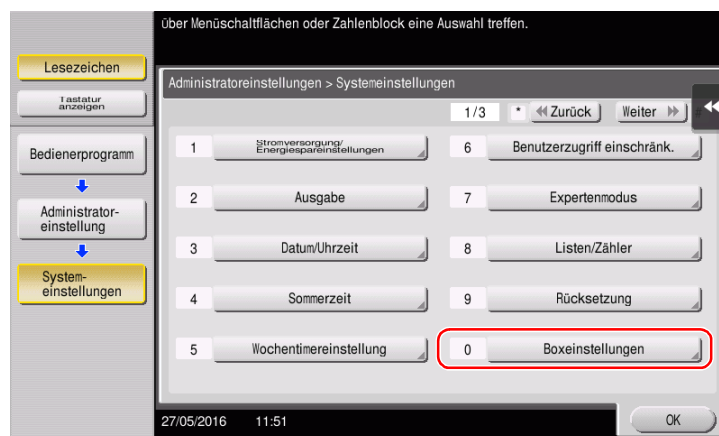 über Menüschaltflächen oder Zahlenblock eine Auswahl treffen.
Lesezeichen
Tastatur
anzeigen
Bedienerprogramm
Administrator-
einstellung
System-
einstellungen
Administratoreinstellungen > Systemeinstellungen
1/3 * Zurück Weiter #
1 Stromversorgung/
Energiespareinstellungen
2 Ausgabe
3 Datum/Uhrzeit
4 Sommerzeit
5 Wochentimereinstellung
6 Benutzerzugriff einschränk.
7 Expertenmodus
8 Listen/Zähler
9 Rücksetzung
0 Boxeinstellungen
27/05/2016 11:51
OK